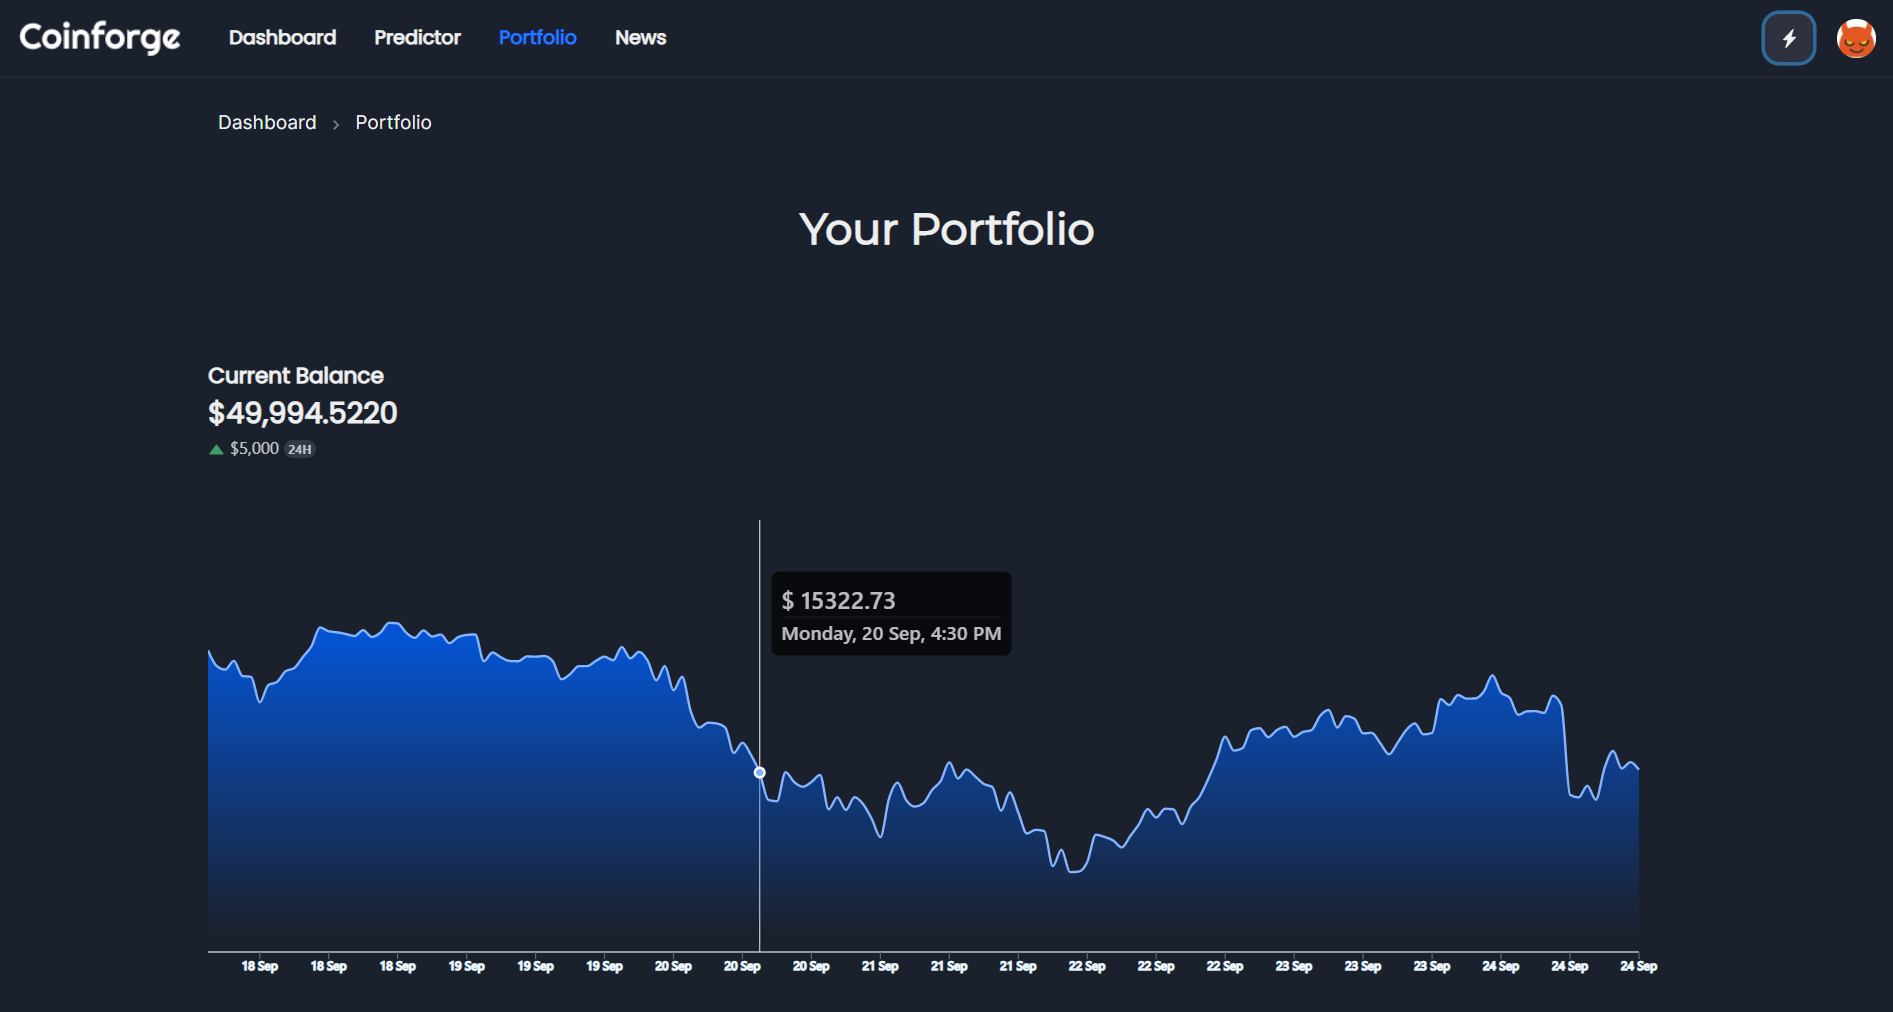 Coinforge Dashboard Predictor Portfolio News
Dashboard › Portfolio
Your Portfolio
Current Balance
$49,994.5220
$5,000 24H
$ 15322.73
Monday, 20 Sep, 4:30 PM
18 Sep 18 Sep 18 Sep 19 Sep 19 Sep 19 Sep 20 Sep 20 Sep 20 Sep 21 Sep 21 Sep 21 Sep 22 Sep 22 Sep 22 Sep 23 Sep 23 Sep 23 Sep 24 Sep 24 Sep 24 Sep